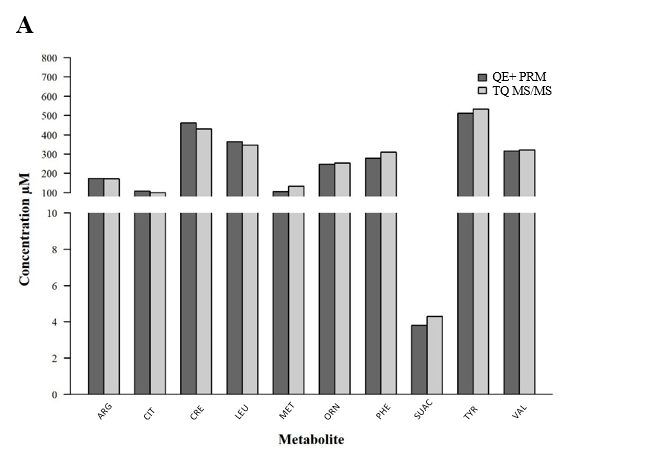 A
QE+ PRM
TQ MS/MS
Concentration µM
800
700
600
500
400
300
200
100
10
8
6
4
2
0
ARG CIT CRE LEU MET ORN PHE SUAC TYR VAL
Metabolite